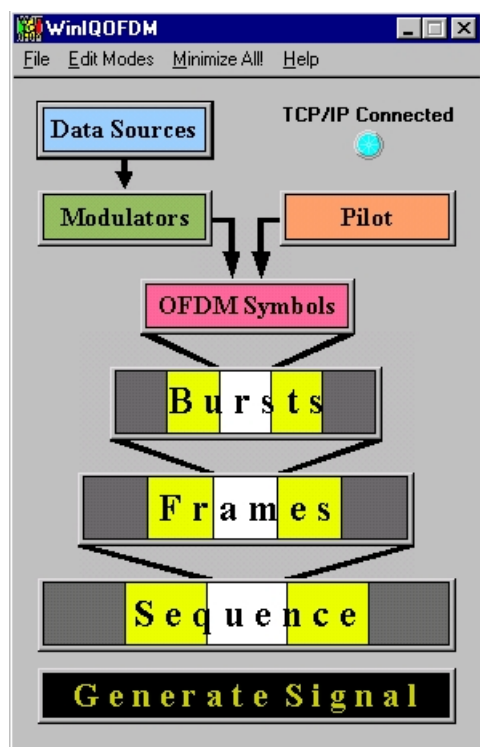 WinIQOFDM
File Edit Modes Minimize All! Help
Data Sources
TCP/IP Connected
Modulators
Pilot
OFDM Symbols
Bursts
Frames
Sequence
Generate Signal